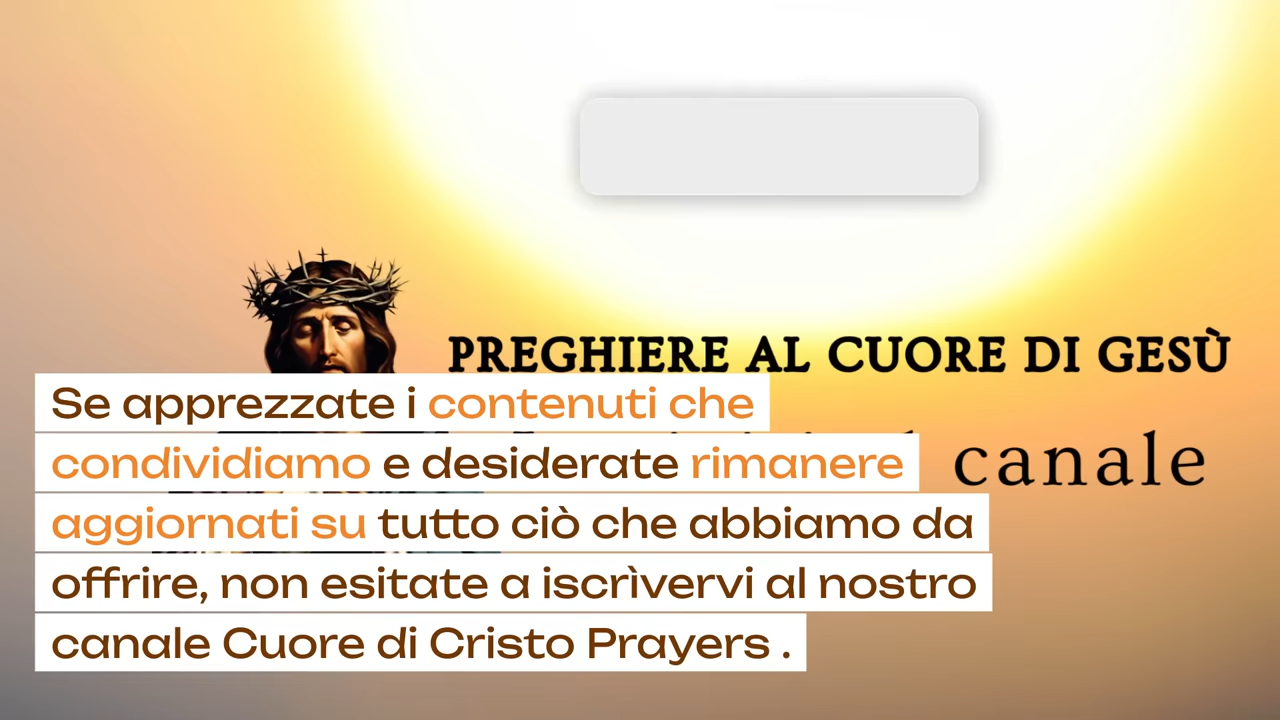 PREGHIERE AL CUORE DI GESÙ
canale
Se apprezzate i contenuti che
condividiamo e desiderate rimanere
aggiornati su tutto ciò che abbiamo da
offrire, non esitate a iscrìvervi al nostro
canale Cuore di Cristo Prayers .